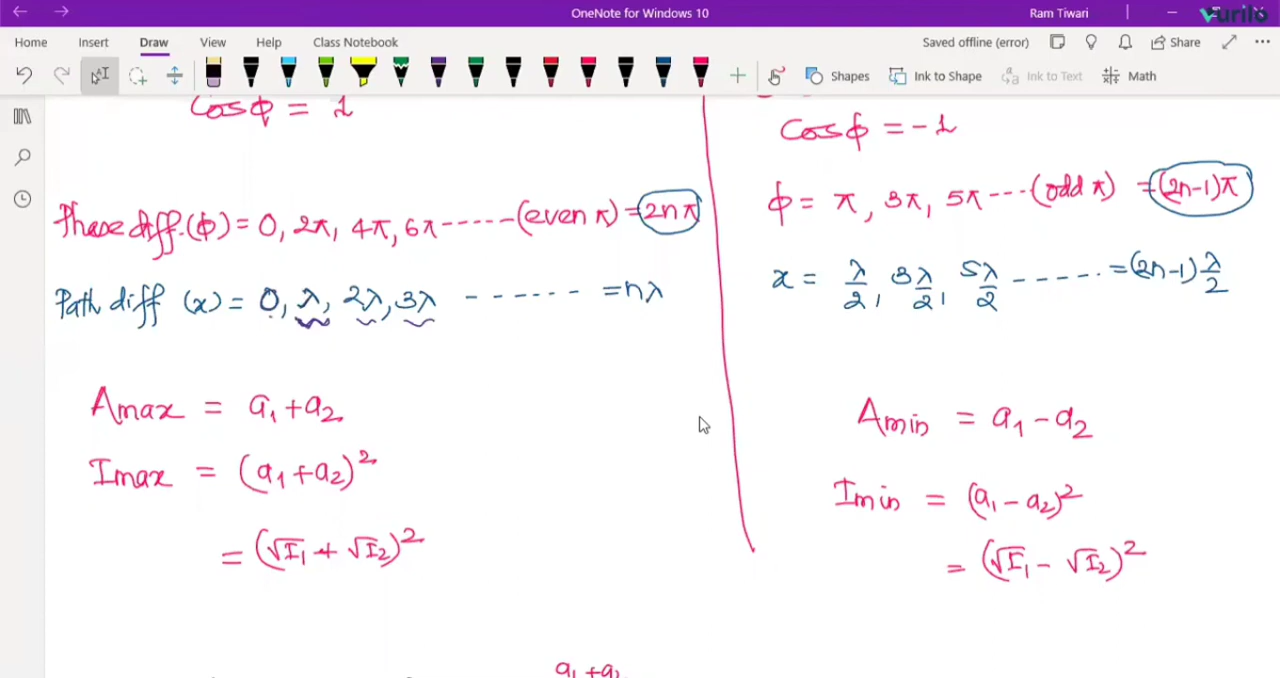 OneNote for Windows 10
Ram Tiwari
vurilo
Home Insert Draw View Help Class Notebook
Saved offline (error) Share
Shapes Ink to Shape Ink to Text Math
Cosϕ = 1
Phase diff.(ϕ) = 0, 2π, 4π, 6π ----- (even π) = 2nπ
Path diff (x) = 0, λ, 2λ, 3λ ------ = nλ
Amax = a₁+a₂
Imax = (a₁+a₂)²
= (√I₁ + √I₂)²
Cosϕ = -1
ϕ = π, 3π, 5π --- (odd π) = (2n-1)π
x = λ/2, 3λ/2, 5λ/2 ----- = (2n-1) λ/2
Amin = a₁ - a₂
Imin = (a₁ - a₂)²
= (√I₁ - √I₂)²
a₁+a₂